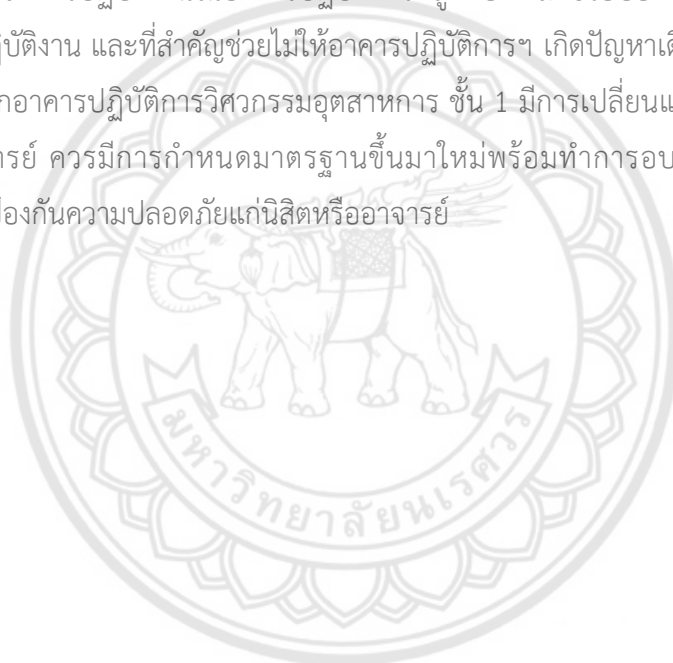 บัติงาน และที่สำคัญช่วยไม่ให้อาคารปฏิบัติการฯ เกิดปัญหาเดิ
กอาคารปฏิบัติการวิศวกรรมอุตสาหการ ชั้น 1 มีการเปลี่ยนแ
รย์ ควรมีการกำหนดมาตรฐานขึ้นมาใหม่พร้อมทำการอบ
้องกันความปลอดภัยแก่นิสิตหรืออาจารย์
มหาวิทยาลัยนเรศวร